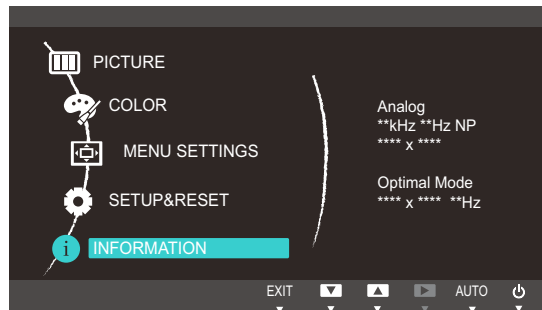 PICTURE
COLOR
MENU SETTINGS
SETUP&RESET
i INFORMATION
Analog
**kHz **Hz NP
**** x ****
Optimal Mode
**** x **** **Hz
EXIT AUTO